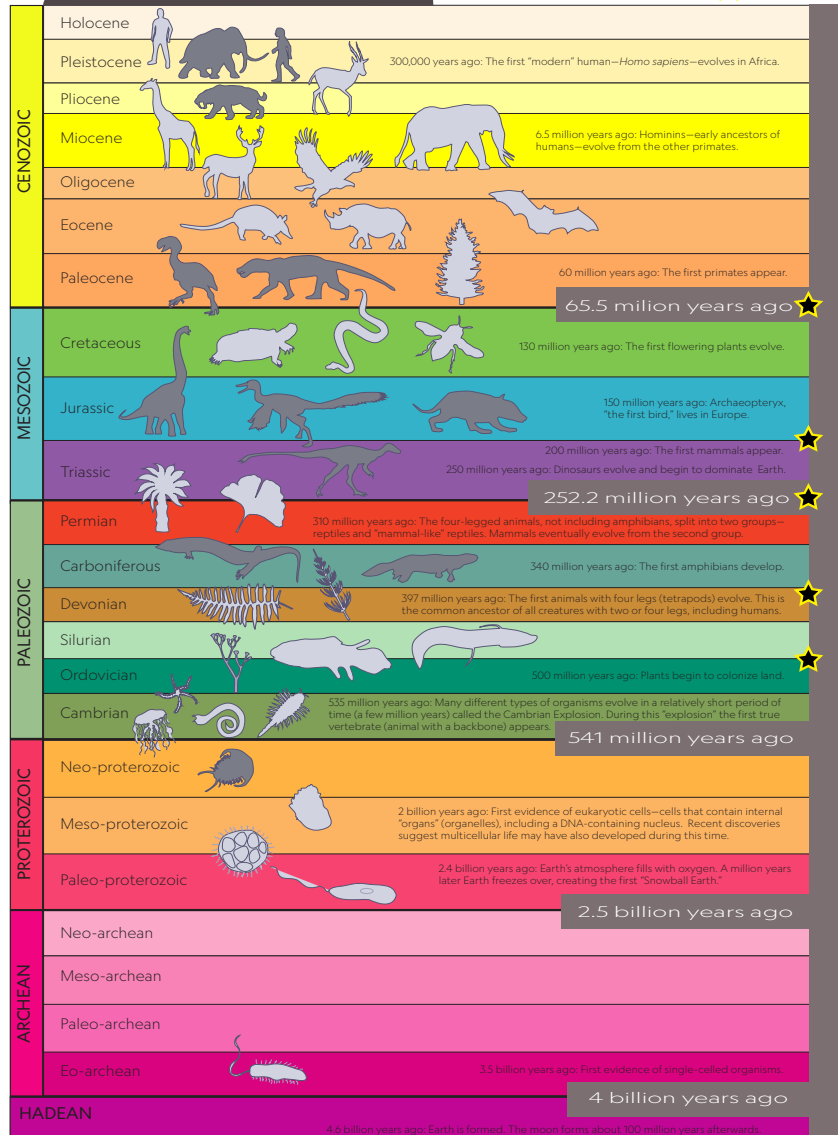 CENOZOIC
Holocene
Pleistocene
300,000 years ago: The first “modern” human—Homo sapiens—evolves in Africa.
Pliocene
Miocene
6.5 million years ago: Hominins—early ancestors of
humans—evolve from the other primates.
Oligocene
Eocene
Paleocene
60 million years ago: The first primates appear.
65.5 milion years ago
MESOZOIC
Cretaceous
130 million years ago: The first flowering plants evolve.
Jurassic
150 million years ago: Archaeopteryx,
“the first bird,” lives in Europe.
Triassic
200 million years ago: The first mammals appear.
250 million years ago: Dinosaurs evolve and begin to dominate Earth.
252.2 million years ago
PALEOZOIC
Permian
310 million years ago: The four-legged animals, not including amphibians, split into two groups—
reptiles and “mammal-like” reptiles. Mammals eventually evolve from the second group.
Carboniferous
340 million years ago: The first amphibians develop.
Devonian
397 million years ago: The first animals with four legs (tetrapods) evolve. This is
the common ancestor of all creatures with two or four legs, including humans.
Silurian
Ordovician
500 million years ago: Plants begin to colonize land.
Cambrian
535 million years ago: Many different types of organisms evolve in a relatively short period of
time (a few million years) called the Cambrian Explosion. During this “explosion” the first true
vertebrate (animal with a backbone) appears.
541 million years ago
PROTEROZOIC
Neo-proterozoic
Meso-proterozoic
2 billion years ago: First evidence of eukaryotic cells—cells that contain internal
“organs” (organelles), including a DNA-containing nucleus. Recent discoveries
suggest multicellular life may have also developed during this time.
Paleo-proterozoic
2.4 billion years ago: Earth’s atmosphere fills with oxygen. A million years
later Earth freezes over, creating the first “Snowball Earth.”
2.5 billion years ago
ARCHEAN
Neo-archean
Meso-archean
Paleo-archean
Eo-archean
3.5 billion years ago: First evidence of single-celled organisms.
4 billion years ago
HADEAN
4.6 billion years ago: Earth is formed. The moon forms about 100 million years afterwards.